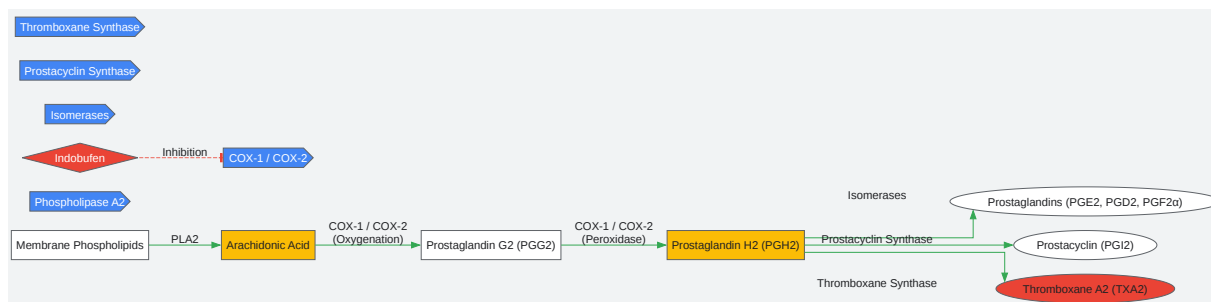 Thromboxane Synthase
Prostacyclin Synthase
Isomerases
Indobufen
Inhibition
COX-1 / COX-2
Phospholipase A2
Isomerases
Prostaglandins (PGE2, PGD2, PGF2α)
Membrane Phospholipids
PLA2
Arachidonic Acid
COX-1 / COX-2
(Oxygenation)
Prostaglandin G2 (PGG2)
COX-1 / COX-2
(Peroxidase)
Prostaglandin H2 (PGH2)
Prostacyclin Synthase
Prostacyclin (PGI2)
Thromboxane Synthase
Thromboxane A2 (TXA2)